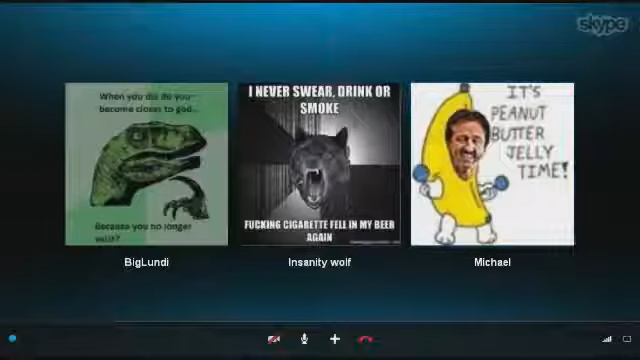 skype
When you die do you
become closer to god...
Because you no longer
exist?
I NEVER SWEAR, DRINK OR
SMOKE
FUCKING CIGARETTE FELL IN MY BEER
AGAIN
IT'S
PEANUT
BUTTER
JELLY
TIME!
BigLundi
Insanity wolf
Michael